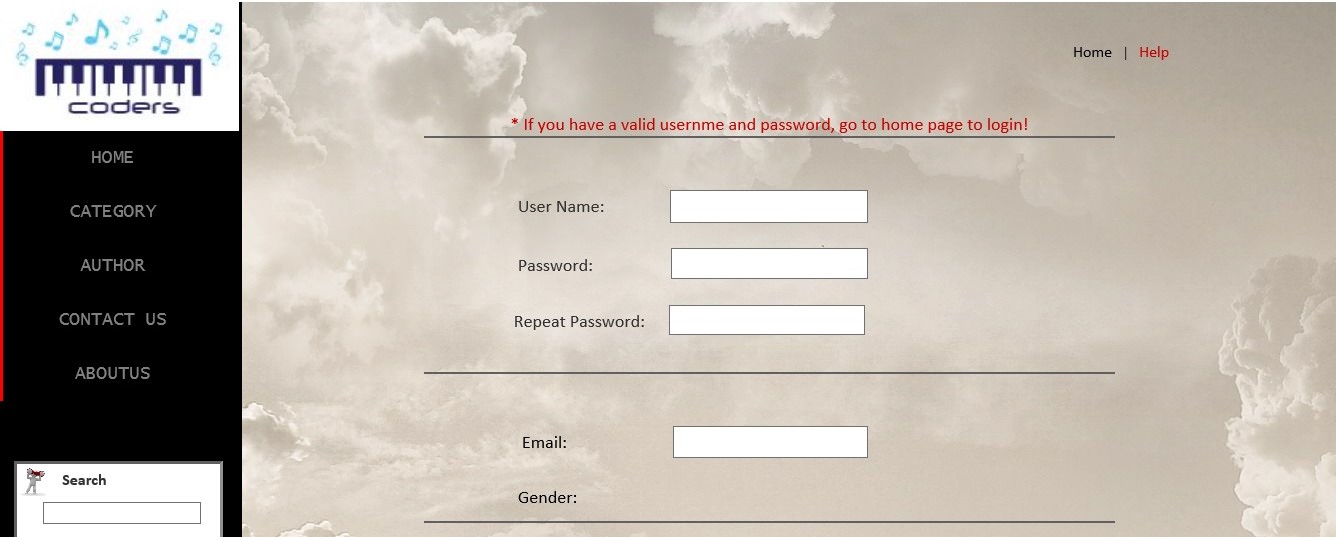 coders
HOME
CATEGORY
AUTHOR
CONTACT US
ABOUTUS
Search
Home | Help
* If you have a valid usernme and password, go to home page to login!
User Name:
Password:
Repeat Password:
Email:
Gender: